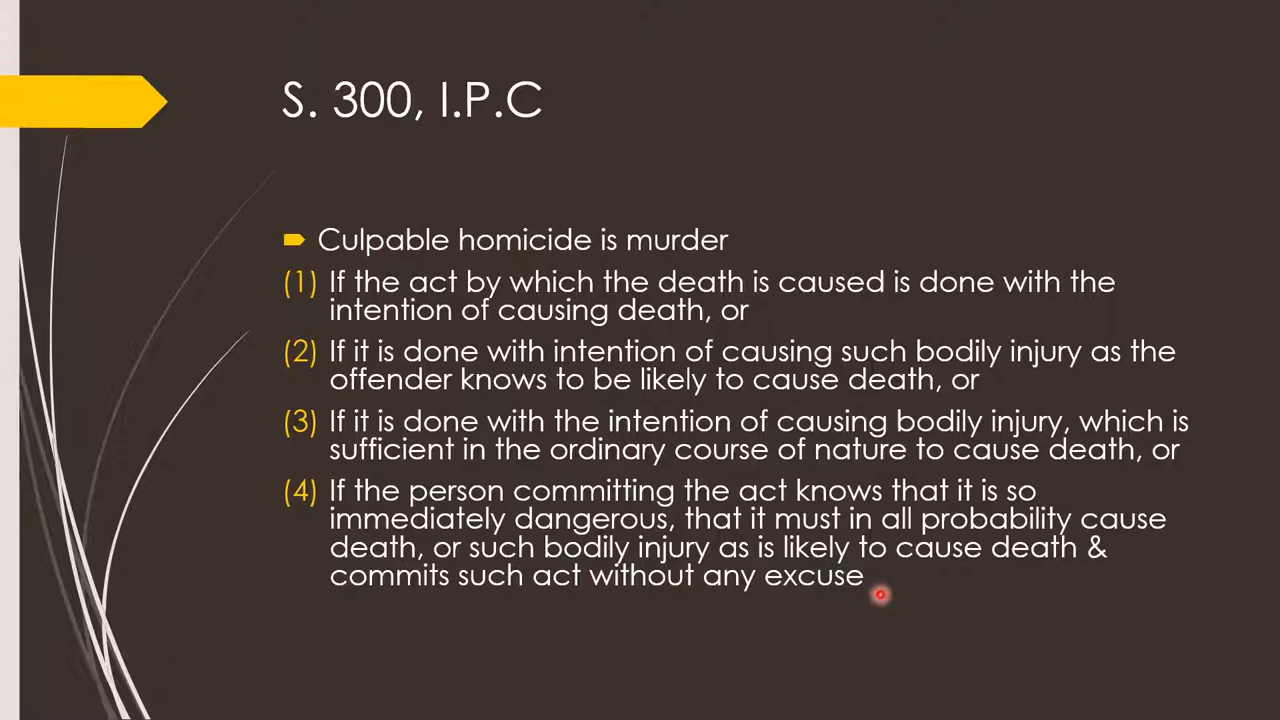 S. 300, I.P.C
Culpable homicide is murder
(1) If the act by which the death is caused is done with the
intention of causing death, or
(2) If it is done with intention of causing such bodily injury as the
offender knows to be likely to cause death, or
(3) If it is done with the intention of causing bodily injury, which is
sufficient in the ordinary course of nature to cause death, or
(4) If the person committing the act knows that it is so
immediately dangerous, that it must in all probability cause
death, or such bodily injury as is likely to cause death &
commits such act without any excuse